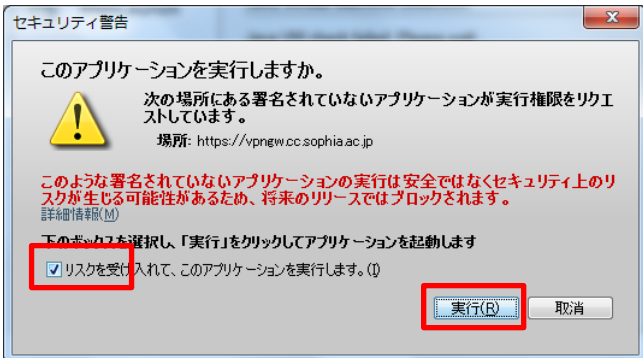 セキュリティ警告
このアプリケーションを実行しますか。
次の場所にある署名されていないアプリケーションが実行権限をリクエ
ストしています。
場所: https://vpngw.cc.sophia.ac.jp
このような署名されていないアプリケーションの実行は安全ではなくセキュリティ上のリ
スクが生じる可能性があるため、将来のリリースではブロックされます。
詳細情報(M)
下のボックスを選択し、「実行」をクリックしてアプリケーションを起動します
リスクを受け入れて、このアプリケーションを実行します。(I)
実行(R)
取消